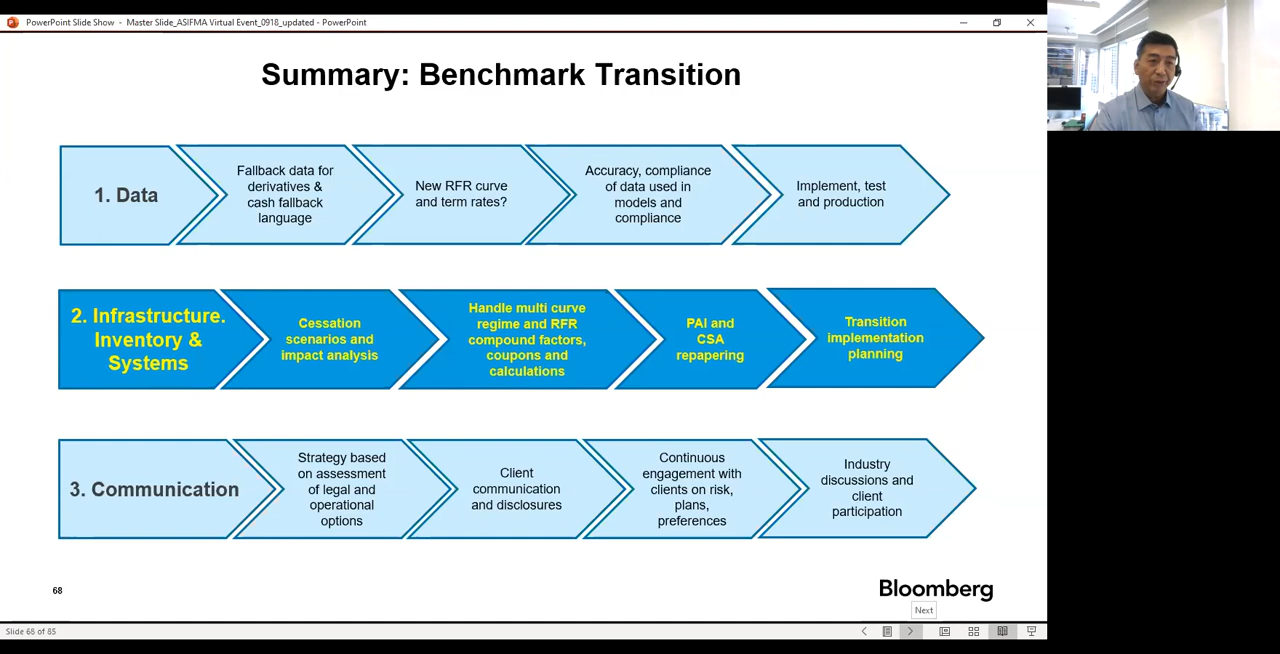 PowerPoint Slide Show - Master Slide_ASIFMA Virtual Event_0918_updated - PowerPoint
Summary: Benchmark Transition
1. Data
Fallback data for
derivatives &
cash fallback
language
New RFR curve
and term rates?
Accuracy, compliance
of data used in
models and
compliance
Implement, test
and production
2. Infrastructure.
Inventory &
Systems
Cessation
scenarios and
impact analysis
Handle multi curve
regime and RFR
compound factors,
coupons and
calculations
PAI and
CSA
repapering
Transition
implementation
planning
3. Communication
Strategy based
on assessment
of legal and
operational
options
Client
communication
and disclosures
Continuous
engagement with
clients on risk,
plans,
preferences
Industry
discussions and
client
participation
68
Bloomberg
Next
Slide 68 of 85